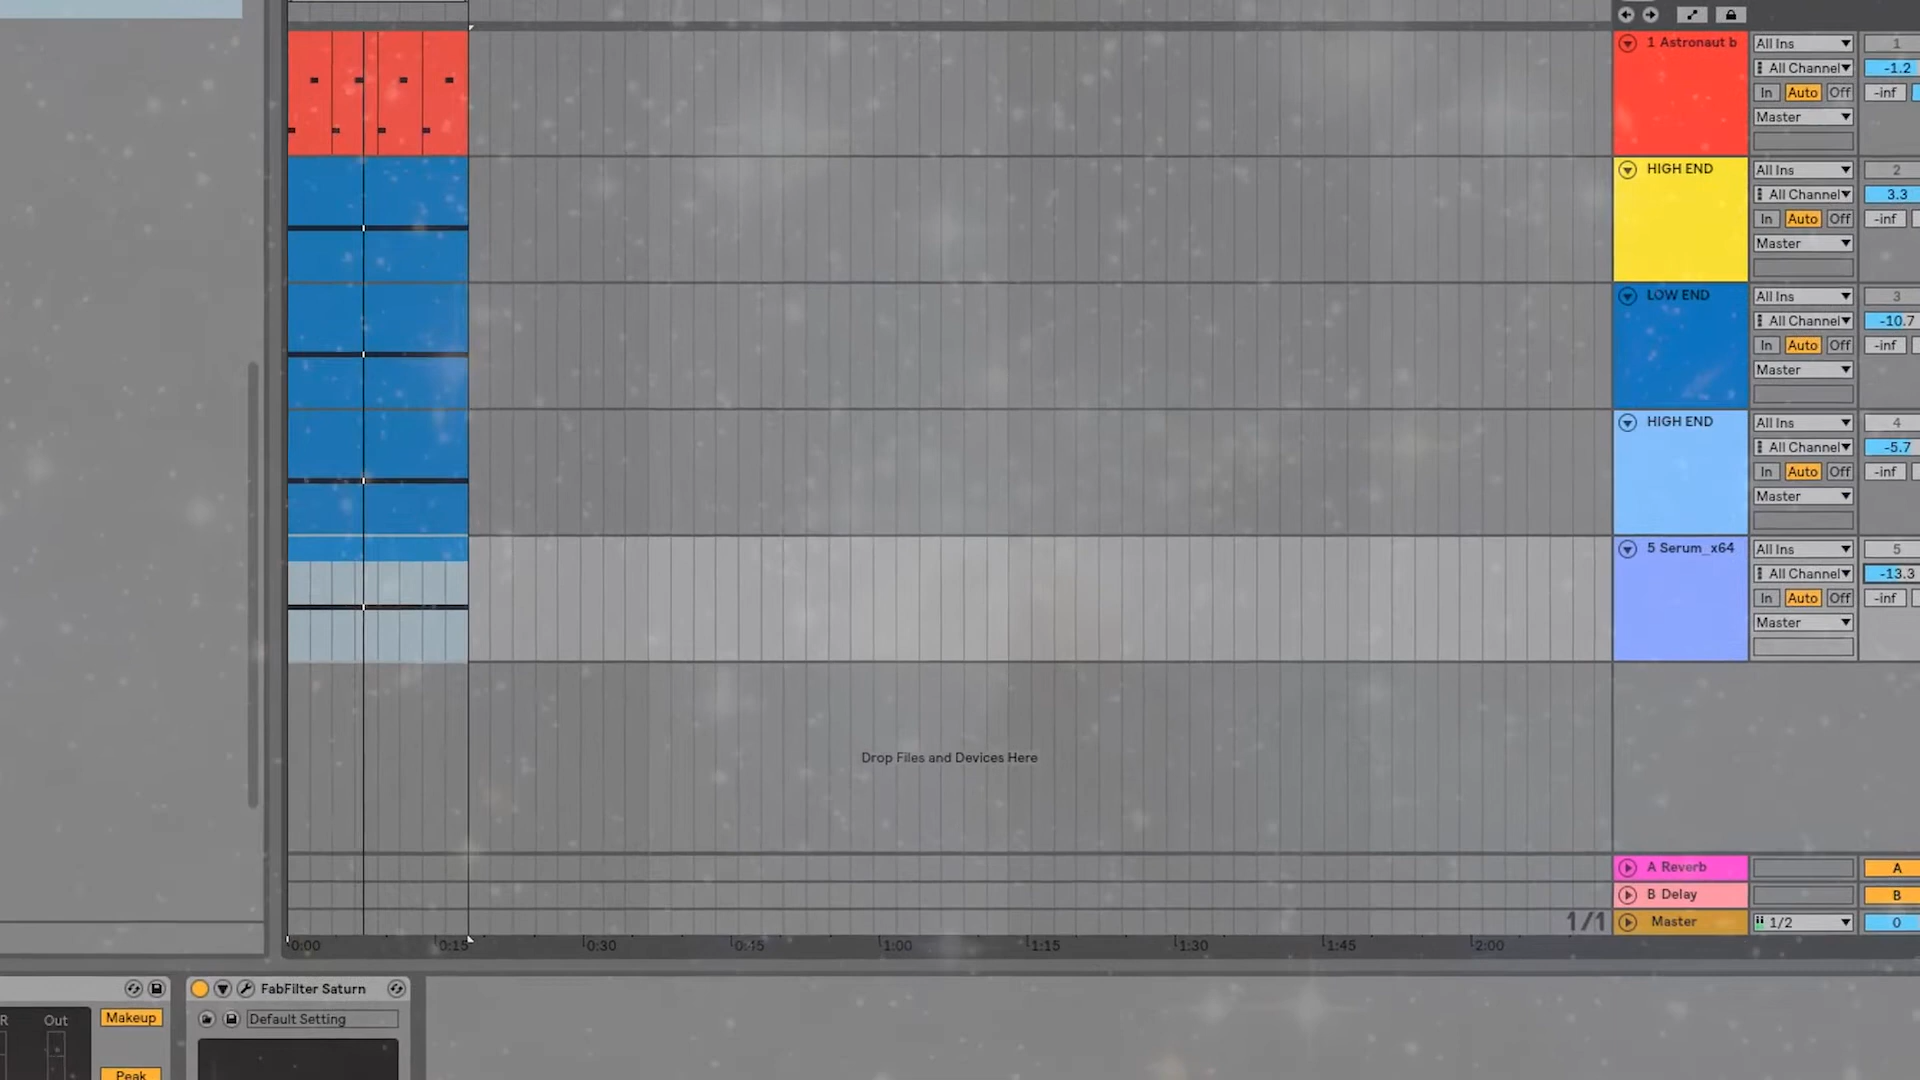 1 Astronaut b
All Ins
1
All Channel
-1.2
In Auto Off
-inf
Master
HIGH END
All Ins
2
All Channel
3.3
In Auto Off
-inf
Master
LOW END
All Ins
3
All Channel
-10.7
In Auto Off
-inf
Master
HIGH END
All Ins
4
All Channel
-5.7
In Auto Off
-inf
Master
5 Serum_x64
All Ins
5
All Channel
-13.3
In Auto Off
-inf
Master
Drop Files and Devices Here
A Reverb
A
B Delay
B
1/1
Master
1/2
0
0:00 0:15 0:30 0:45 1:00 1:15 1:30 1:45 2:00
FabFilter Saturn
R Out Makeup
Default Setting
Peak